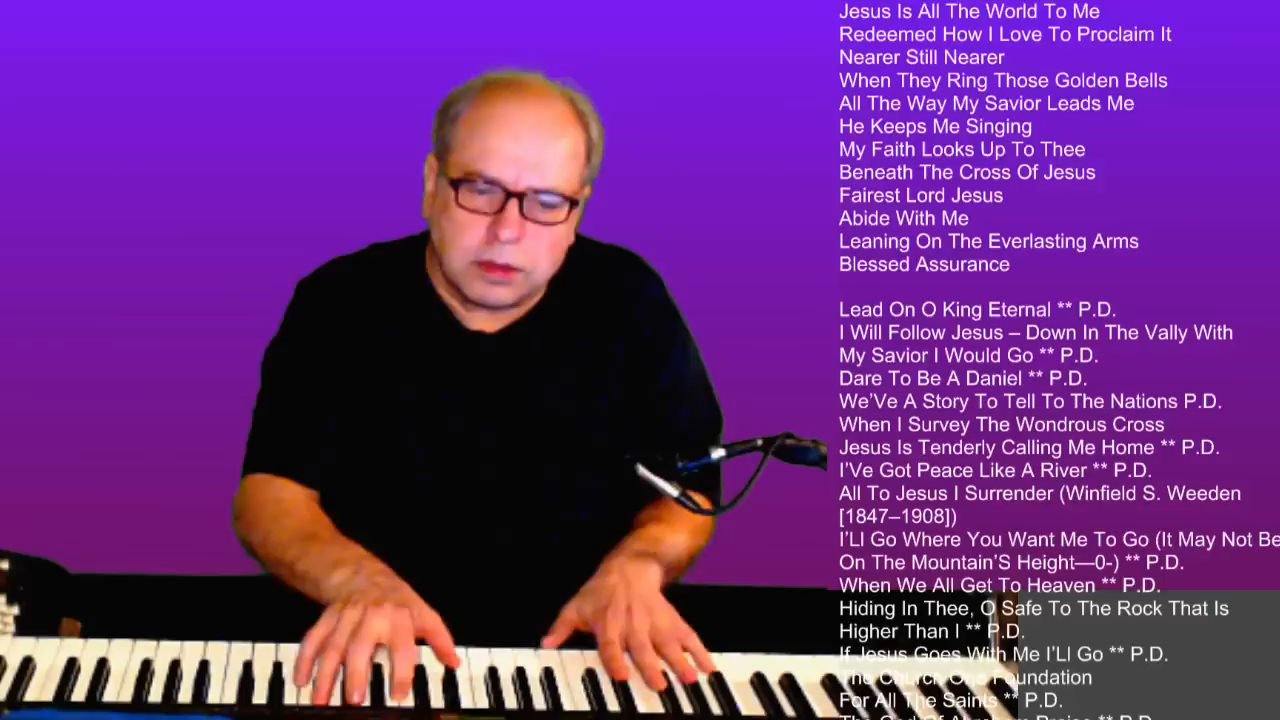 Jesus Is All The World To Me
Redeemed How I Love To Proclaim It
Nearer Still Nearer
When They Ring Those Golden Bells
All The Way My Savior Leads Me
He Keeps Me Singing
My Faith Looks Up To Thee
Beneath The Cross Of Jesus
Fairest Lord Jesus
Abide With Me
Leaning On The Everlasting Arms
Blessed Assurance
Lead On O King Eternal ** P.D.
I Will Follow Jesus – Down In The Vally With
My Savior I Would Go ** P.D.
Dare To Be A Daniel ** P.D.
We'Ve A Story To Tell To The Nations P.D.
When I Survey The Wondrous Cross
Jesus Is Tenderly Calling Me Home ** P.D.
I'Ve Got Peace Like A River ** P.D.
All To Jesus I Surrender (Winfield S. Weeden
[1847–1908])
I'Ll Go Where You Want Me To Go (It May Not Be
On The Mountain'S Height—0-) ** P.D.
When We All Get To Heaven ** P.D.
Hiding In Thee, O Safe To The Rock That Is
Higher Than I ** P.D.
If Jesus Goes With Me I'Ll Go ** P.D.
The Church One Foundation
For All The Saints ** P.D.
The God Of Abraham Praise ** P.D.